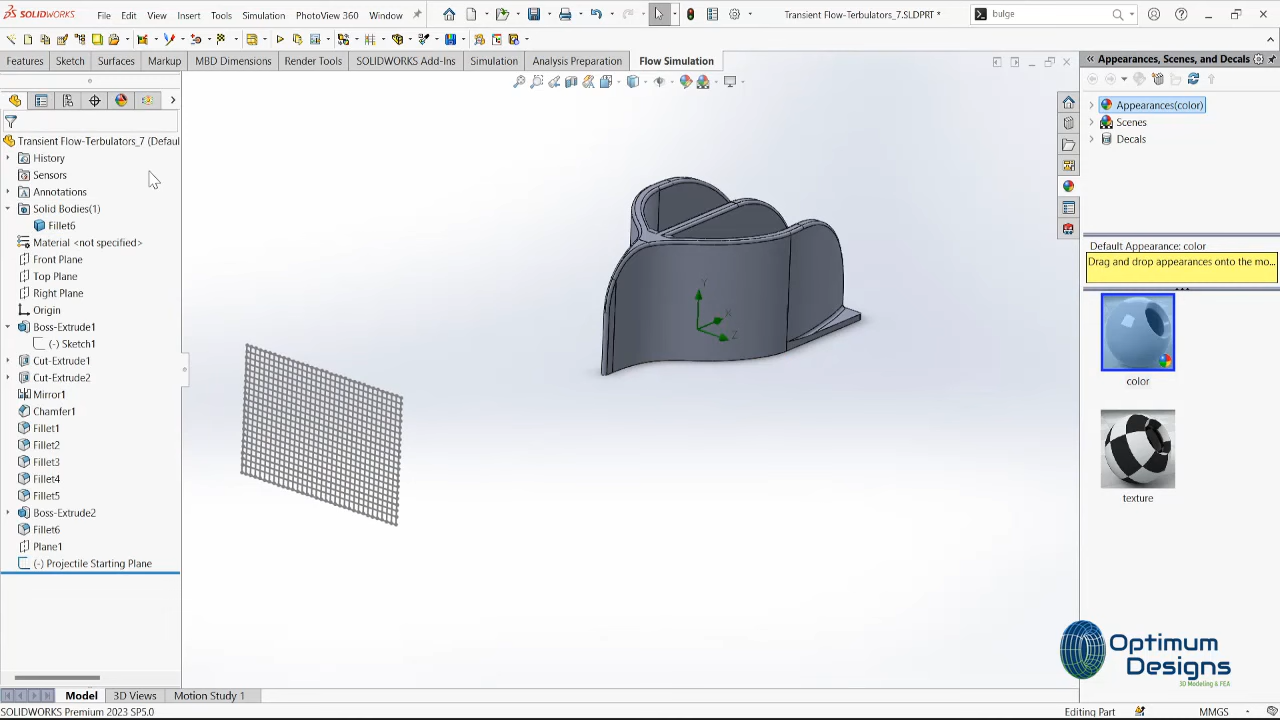 SOLIDWORKS File Edit View Insert Tools Simulation PhotoView 360 Window Transient Flow-Terbulators_7.SLDPRT * bulge
Features Sketch Surfaces Markup MBD Dimensions Render Tools SOLIDWORKS Add-Ins Simulation Analysis Preparation Flow Simulation
Appearances, Scenes, and Decals
Appearances(color)
Scenes
Decals
Transient Flow-Terbulators_7 (Defaul
History
Sensors
Annotations
Solid Bodies(1)
Fillet6
Material <not specified>
Front Plane
Top Plane
Right Plane
Origin
Boss-Extrude1
(-) Sketch1
Cut-Extrude1
Cut-Extrude2
Mirror1
Chamfer1
Fillet1
Fillet2
Fillet3
Fillet4
Fillet5
Boss-Extrude2
Fillet6
Plane1
(-) Projectile Starting Plane
Y
X
Z
Default Appearance: color
Drag and drop appearances onto the mo...
color
texture
Optimum
Designs
3D Modeling & FEA
Model 3D Views Motion Study 1
SOLIDWORKS Premium 2023 SP5.0 Editing Part MMGS